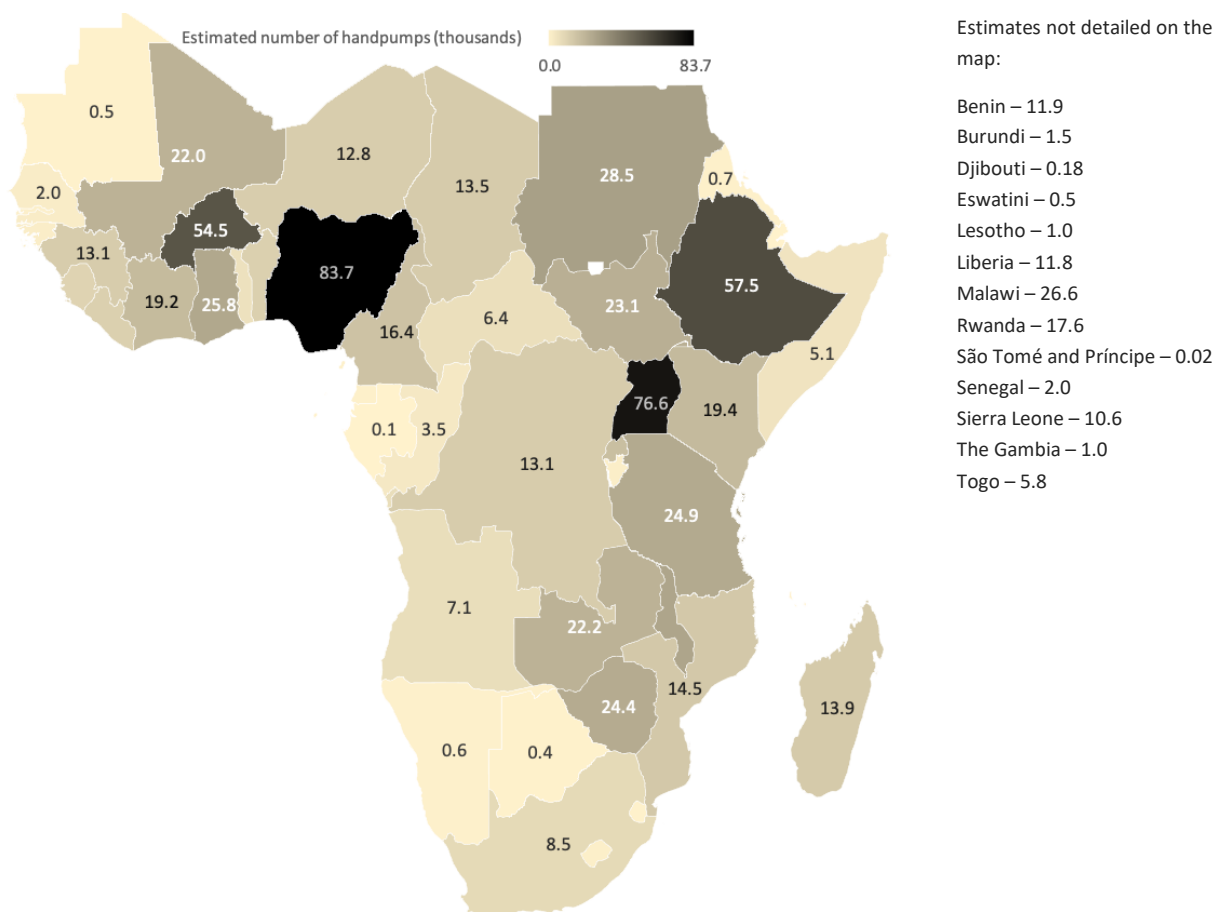 Estimated number of handpumps (thousands)
0.0
83.7
0.5
22.0
12.8
13.5
28.5
0.7
2.0
54.5
13.1
83.7
57.5
19.2
25.8
23.1
16.4
6.4
5.1
76.6
19.4
0.1
3.5
13.1
24.9
7.1
22.2
14.5
24.4
13.9
0.6
0.4
8.5
Estimates not detailed on the
map:
Benin – 11.9
Burundi – 1.5
Djibouti – 0.18
Eswatini – 0.5
Lesotho – 1.0
Liberia – 11.8
Malawi – 26.6
Rwanda – 17.6
São Tomé and Príncipe – 0.02
Senegal – 2.0
Sierra Leone – 10.6
The Gambia – 1.0
Togo – 5.8